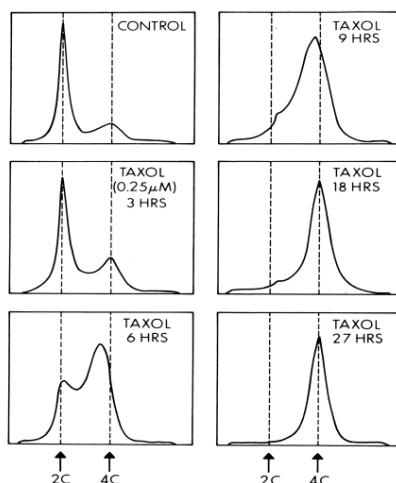 CONTROL
TAXOL
(0.25μM)
3 HRS
TAXOL
6 HRS
2C
4C
TAXOL
9 HRS
TAXOL
18 HRS
TAXOL
27 HRS
2C
4C